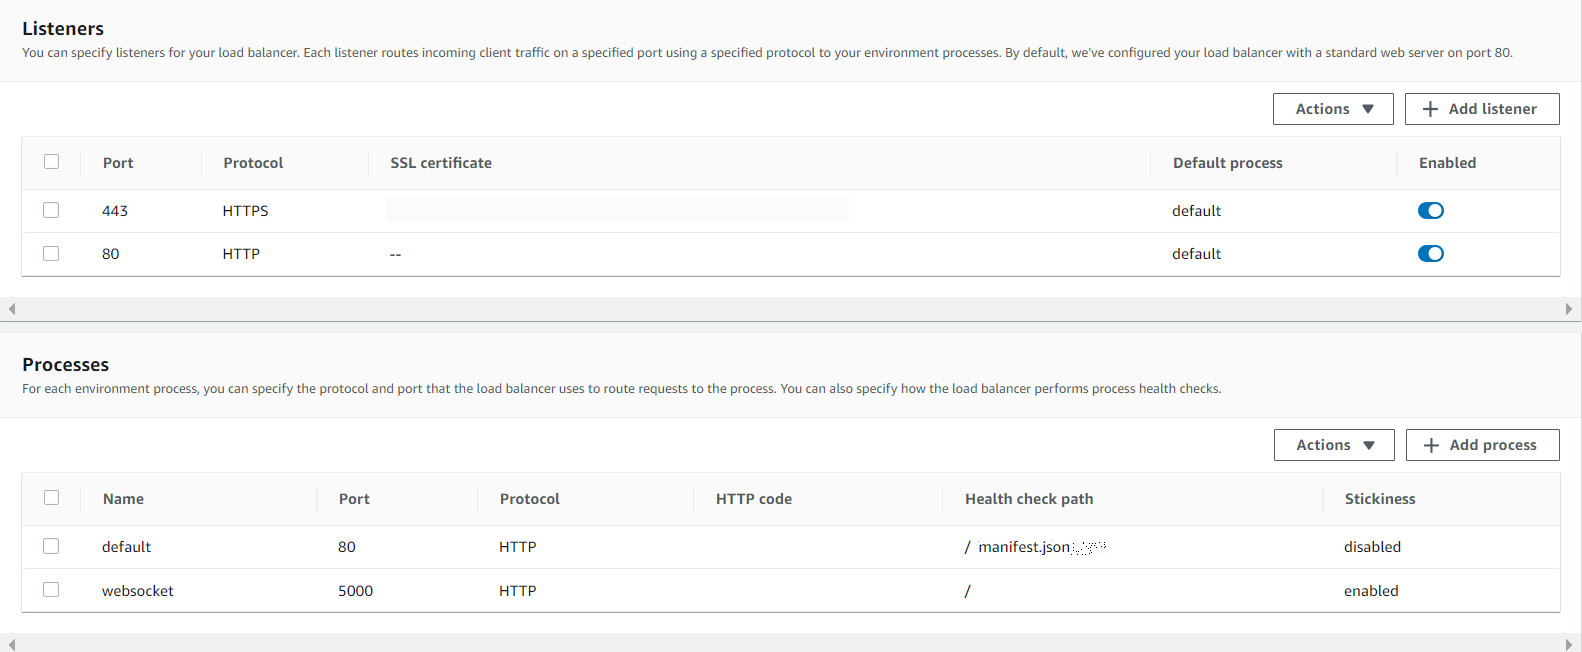 Listeners
You can specify listeners for your load balancer. Each listener routes incoming client traffic on a specified port using a specified protocol to your environment processes. By default, we've configured your load balancer with a standard web server on port 80.
Actions Add listener
Port Protocol SSL certificate Default process Enabled
443 HTTPS default
80 HTTP -- default
Processes
For each environment process, you can specify the protocol and port that the load balancer uses to route requests to the process. You can also specify how the load balancer performs process health checks.
Actions Add process
Name Port Protocol HTTP code Health check path Stickiness
default 80 HTTP / manifest.json disabled
websocket 5000 HTTP / enabled